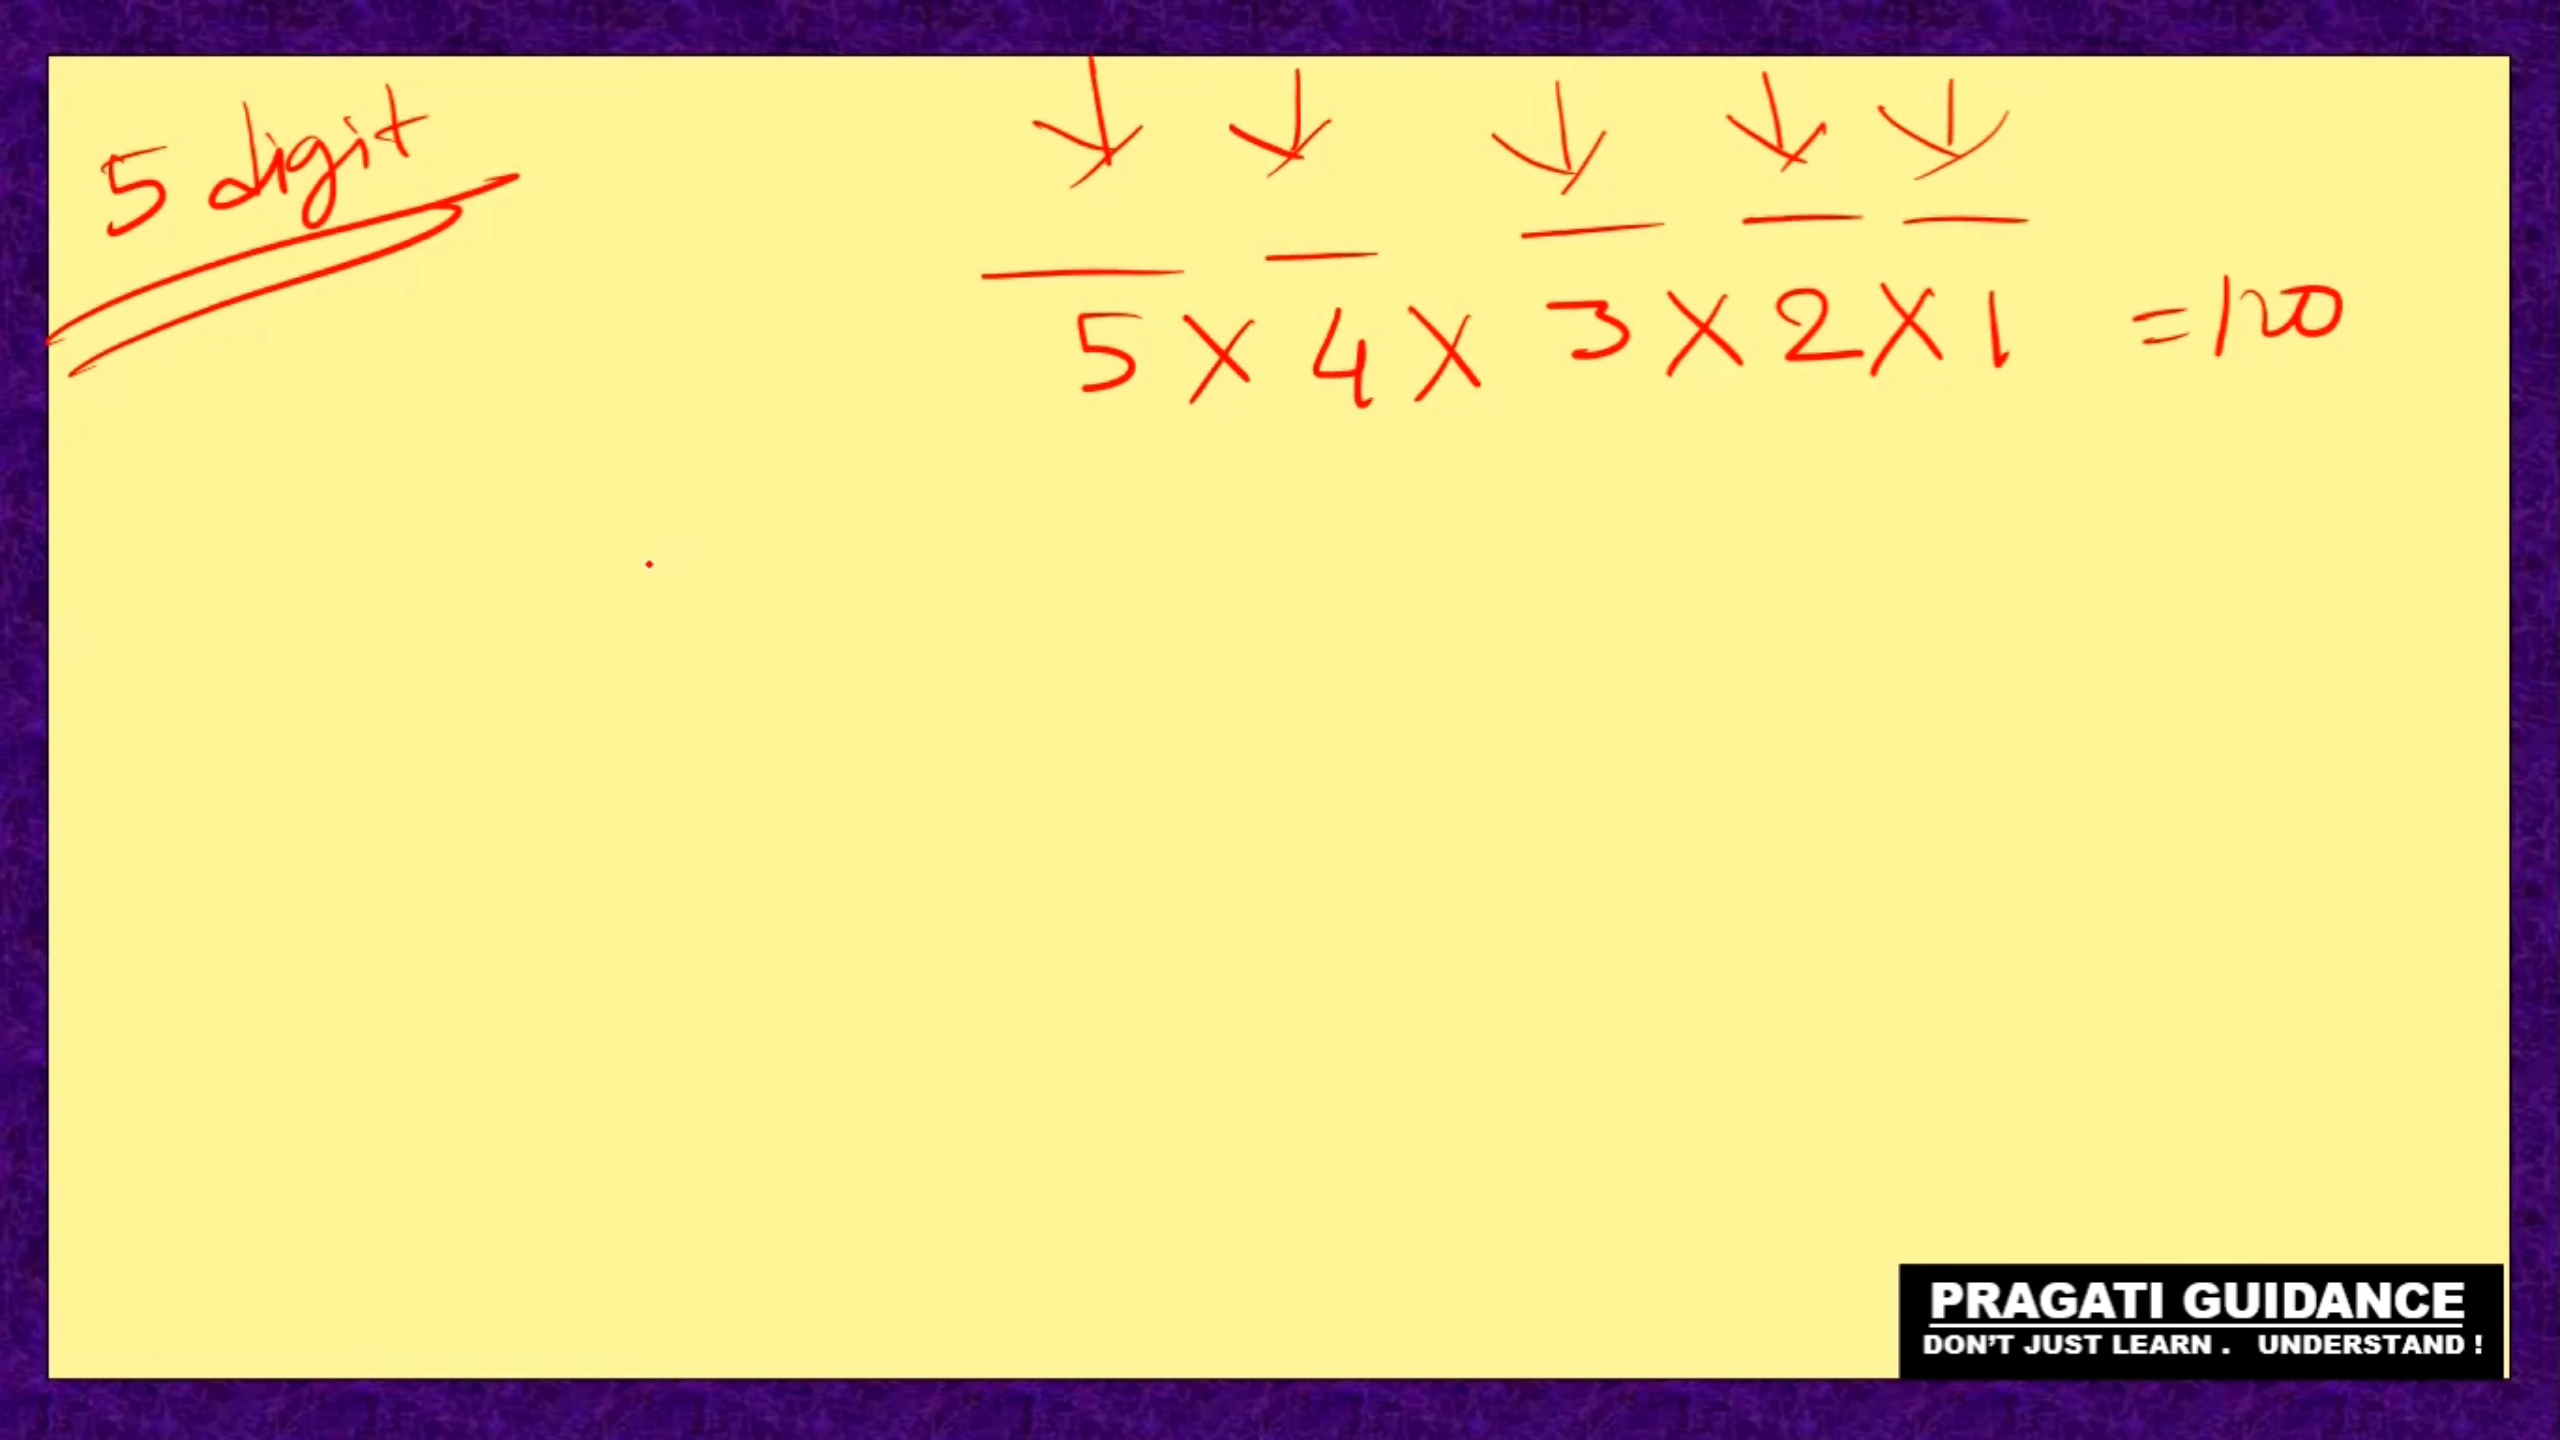 5 digit
5 X 4 X 3 X 2 X 1 = 120
PRAGATI GUIDANCE
DON'T JUST LEARN . UNDERSTAND !